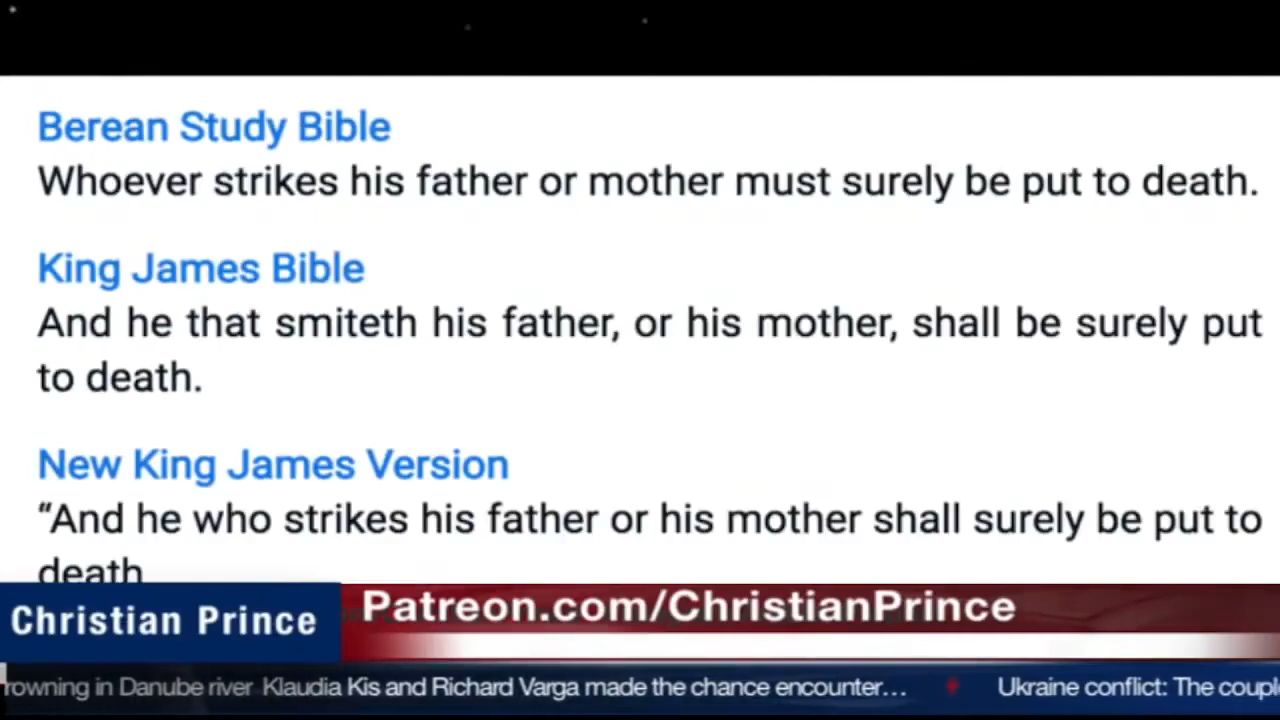 Berean Study Bible
Whoever strikes his father or mother must surely be put to death.
King James Bible
And he that smiteth his father, or his mother, shall be surely put
to death.
New King James Version
“And he who strikes his father or his mother shall surely be put to
death
Christian Prince
Patreon.com/ChristianPrince
rowning in Danube river Klaudia Kis and Richard Varga made the chance encounter… Ukraine conflict: The coupl